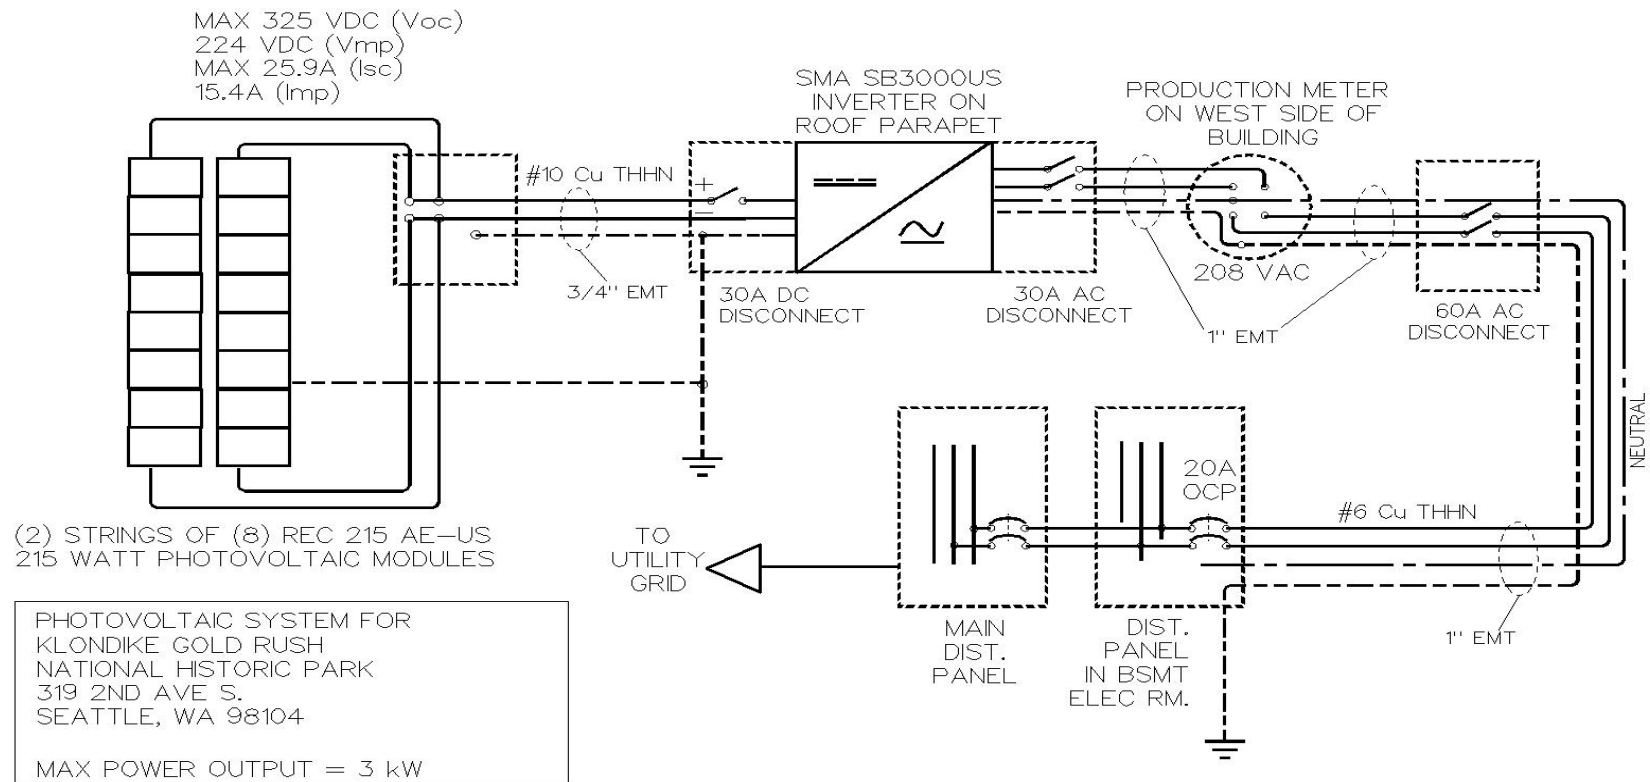 MAX 325 VDC (Voc)
224 VDC (Vmp)
MAX 25.9A (Isc)
15.4A (Imp)
SMA SB3000US
INVERTER ON
ROOF PARAPET
PRODUCTION METER
ON WEST SIDE OF
BUILDING
#10 Cu THHN
+
−
3/4" EMT
30A DC
DISCONNECT
30A AC
DISCONNECT
208 VAC
1" EMT
60A AC
DISCONNECT
NEUTRAL
20A
OCP
#6 Cu THHN
1" EMT
TO
UTILITY
GRID
MAIN
DIST.
PANEL
DIST.
PANEL
IN BSMT
ELEC RM.
(2) STRINGS OF (8) REC 215 AE-US
215 WATT PHOTOVOLTAIC MODULES
PHOTOVOLTAIC SYSTEM FOR
KLONDIKE GOLD RUSH
NATIONAL HISTORIC PARK
319 2ND AVE S.
SEATTLE, WA 98104
MAX POWER OUTPUT = 3 kW